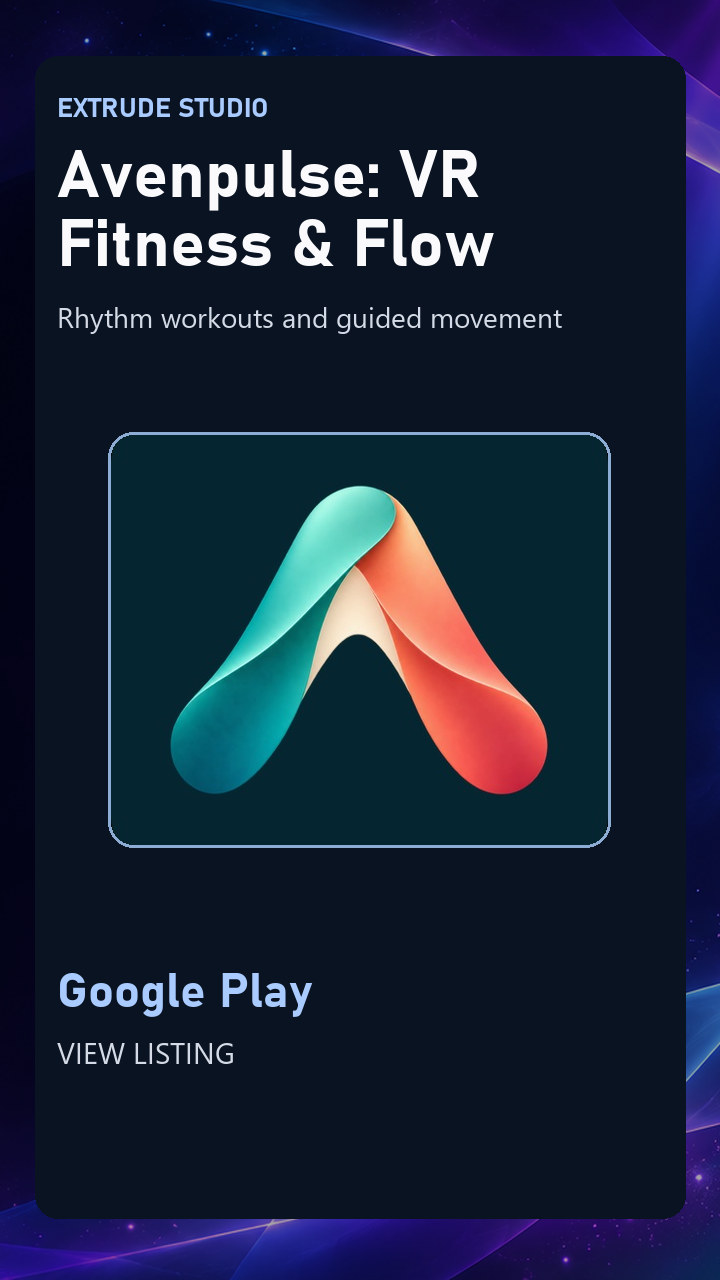 EXTRUDE STUDIO
Avenpulse: VR
Fitness & Flow
Rhythm workouts and guided movement
Google Play
VIEW LISTING